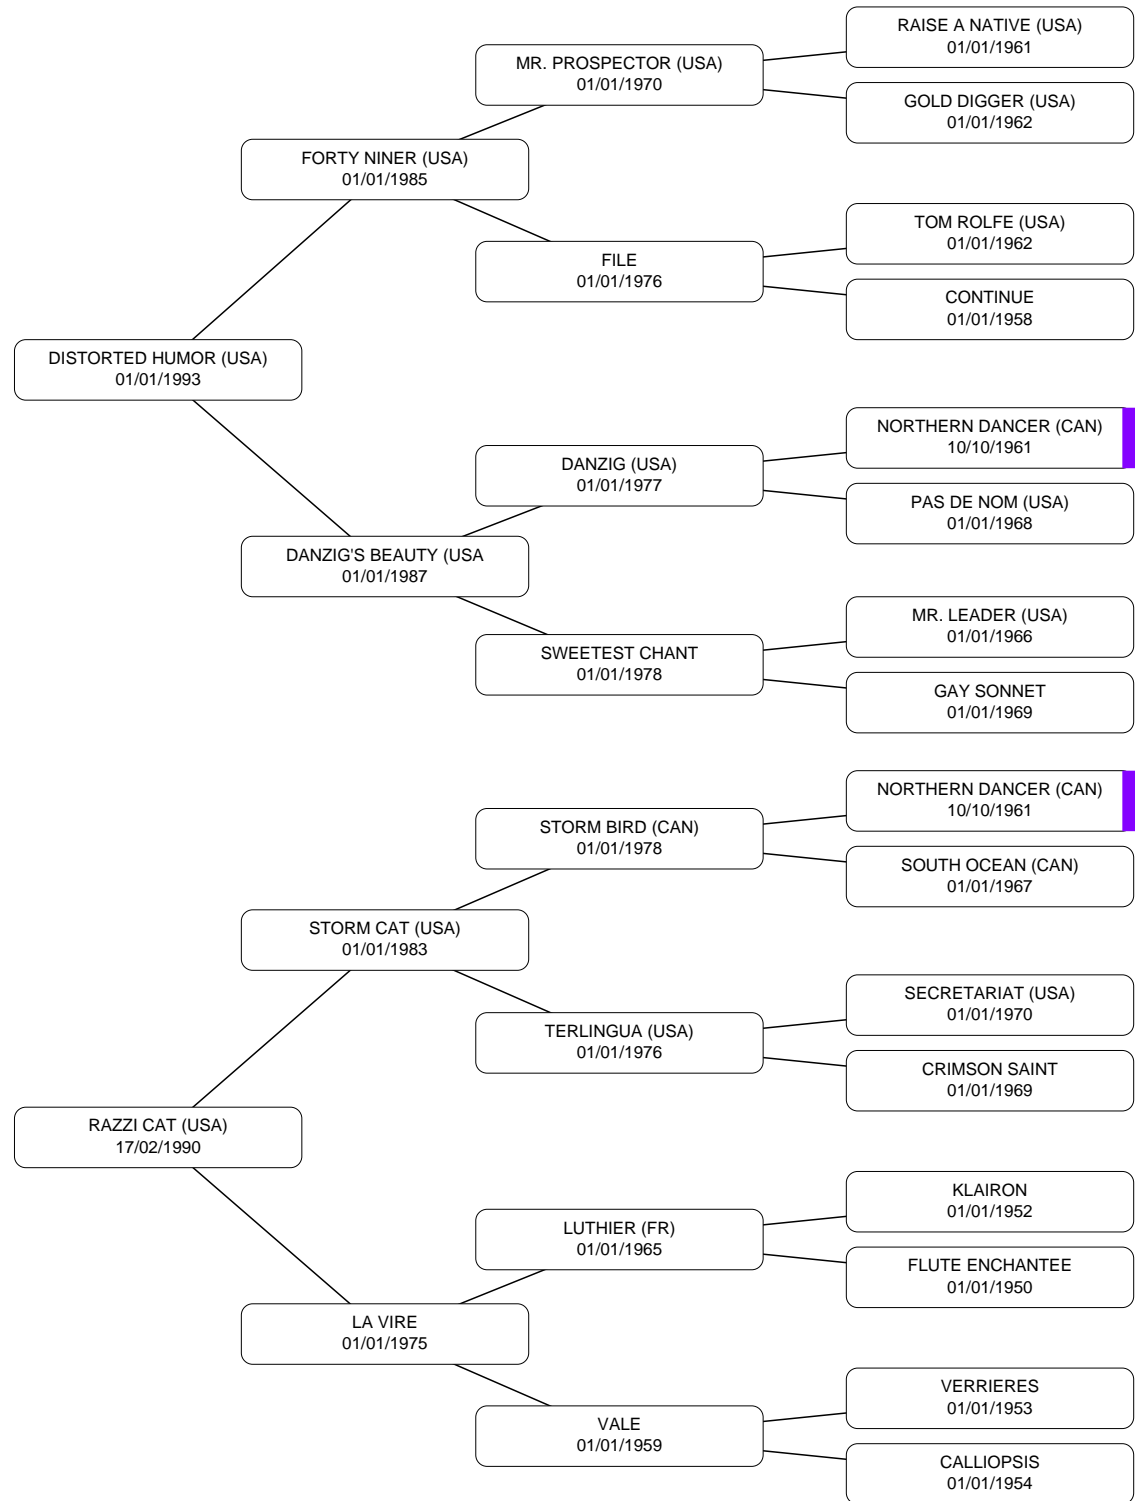 RAISE A NATIVE (USA)
01/01/1961
MR. PROSPECTOR (USA)
01/01/1970
GOLD DIGGER (USA)
01/01/1962
FORTY NINER (USA)
01/01/1985
TOM ROLFE (USA)
01/01/1962
FILE
01/01/1976
CONTINUE
01/01/1958
DISTORTED HUMOR (USA)
01/01/1993
NORTHERN DANCER (CAN)
10/10/1961
DANZIG (USA)
01/01/1977
PAS DE NOM (USA)
01/01/1968
DANZIG'S BEAUTY (USA
01/01/1987
MR. LEADER (USA)
01/01/1966
SWEETEST CHANT
01/01/1978
GAY SONNET
01/01/1969
NORTHERN DANCER (CAN)
10/10/1961
STORM BIRD (CAN)
01/01/1978
SOUTH OCEAN (CAN)
01/01/1967
STORM CAT (USA)
01/01/1983
SECRETARIAT (USA)
01/01/1970
TERLINGUA (USA)
01/01/1976
CRIMSON SAINT
01/01/1969
RAZZI CAT (USA)
17/02/1990
KLAIRON
01/01/1952
LUTHIER (FR)
01/01/1965
FLUTE ENCHANTEE
01/01/1950
LA VIRE
01/01/1975
VERRIERES
01/01/1953
VALE
01/01/1959
CALLIOPSIS
01/01/1954